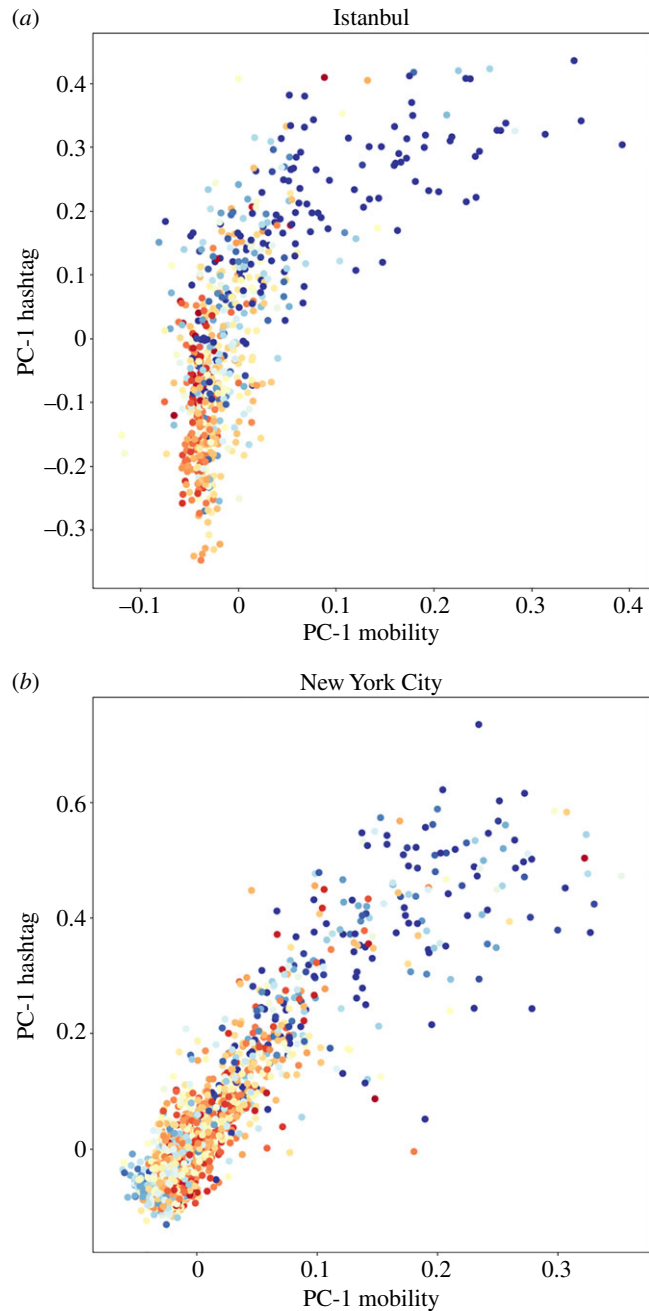 (a)
Istanbul
0.4
0.3
0.2
0.1
0
–0.1
–0.2
–0.3
PC-1 hashtag
–0.1 0 0.1 0.2 0.3 0.4
PC-1 mobility
(b)
New York City
0.6
0.4
0.2
0
PC-1 hashtag
0 0.1 0.2 0.3
PC-1 mobility